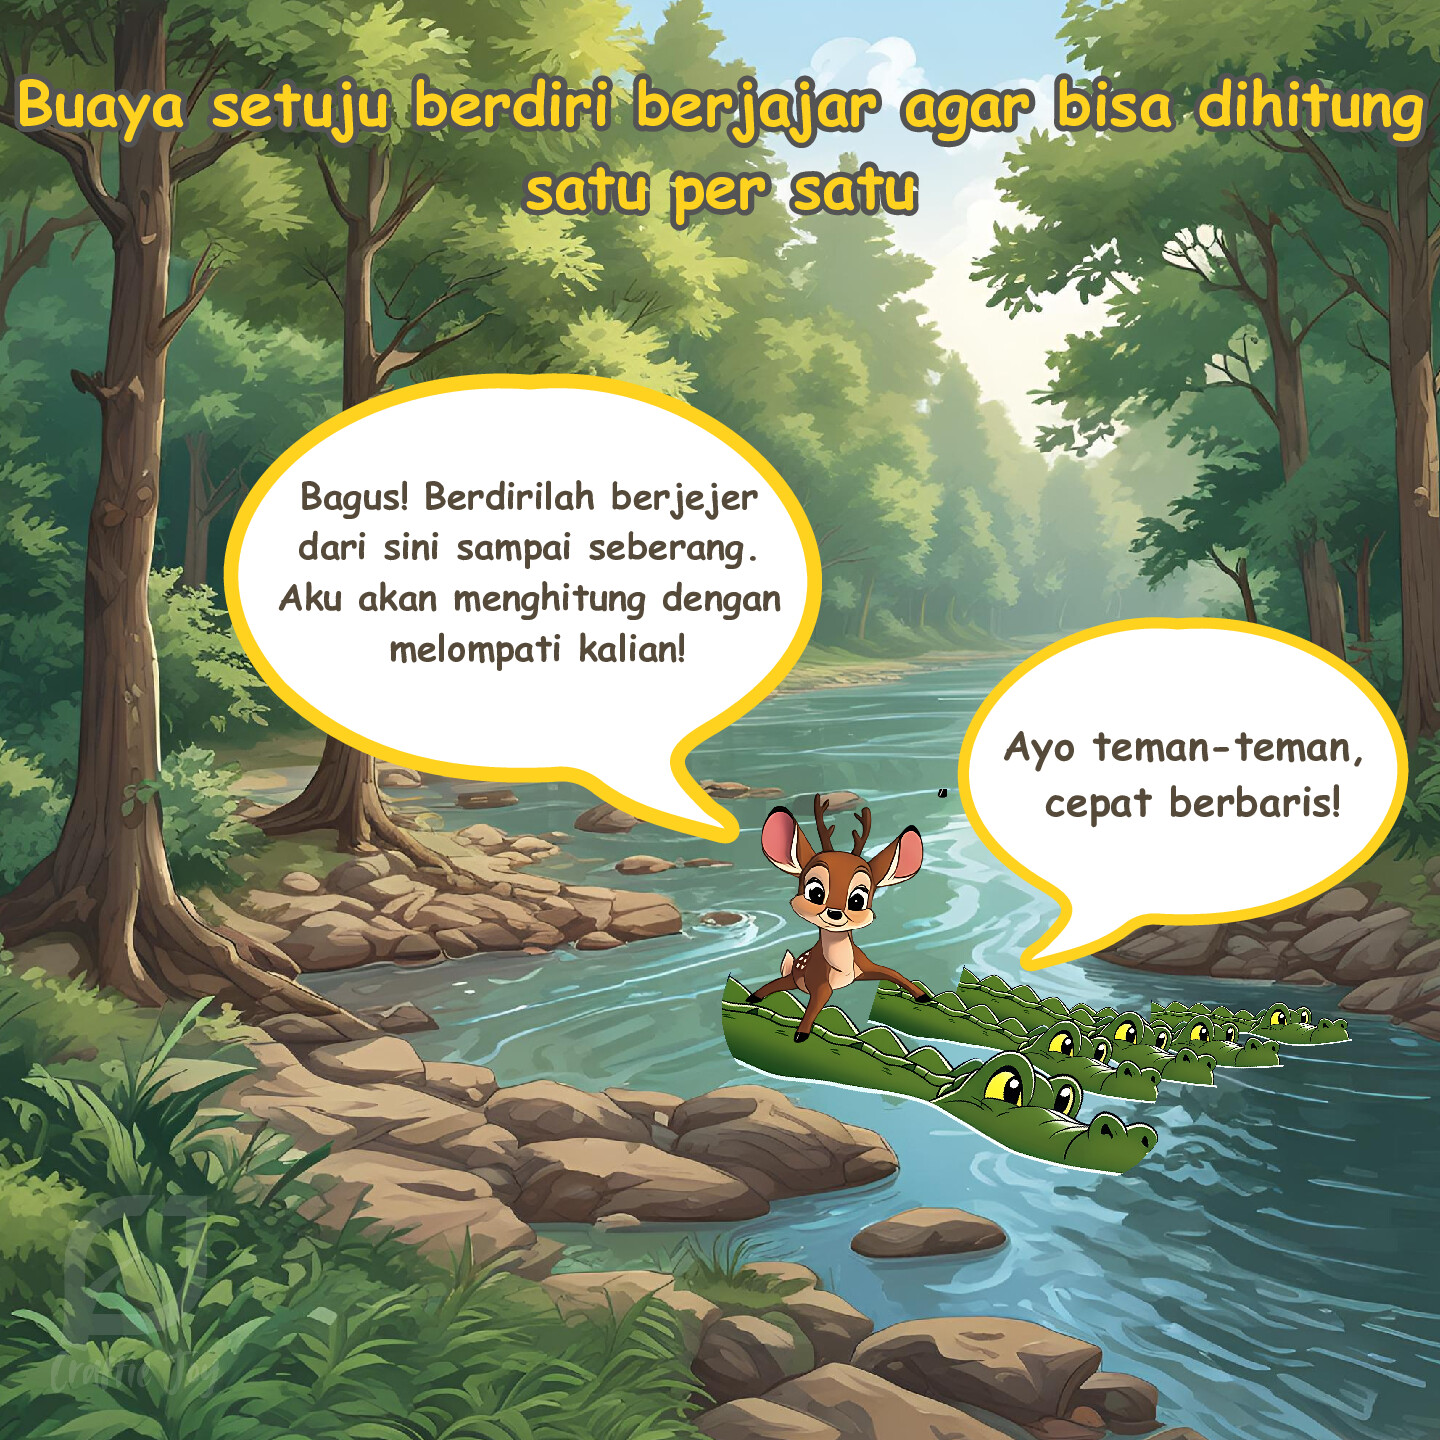 Buaya setuju berdiri berjajar agar bisa dihitung
satu per satu
Bagus! Berdirilah berjejer
dari sini sampai seberang.
Aku akan menghitung dengan
melompati kalian!
Ayo teman-teman,
cepat berbaris!